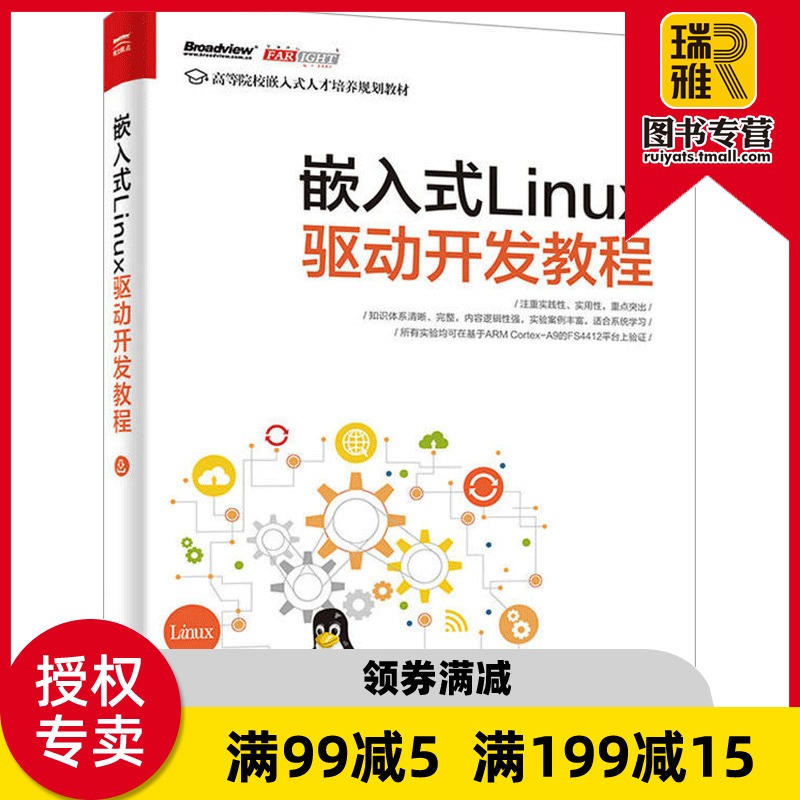 Broadview
www.broadview.com.cn
FARSIGHT
高等院校嵌入式人才培养规划教材
嵌入式Linux
驱动开发教程
/ 注重实践性、实用性，重点突出 /
/ 知识体系清晰、完整，内容逻辑性强，实验案例丰富，适合系统学习 /
/ 所有实验均可在基于ARM Cortex-A9的FS4412平台上验证 /
嵌入式Linux驱动开发教程
Linux
瑞雅
图书专营
ruiyats.tmall.com
授权
专卖
领券满减
满99减5 满199减15